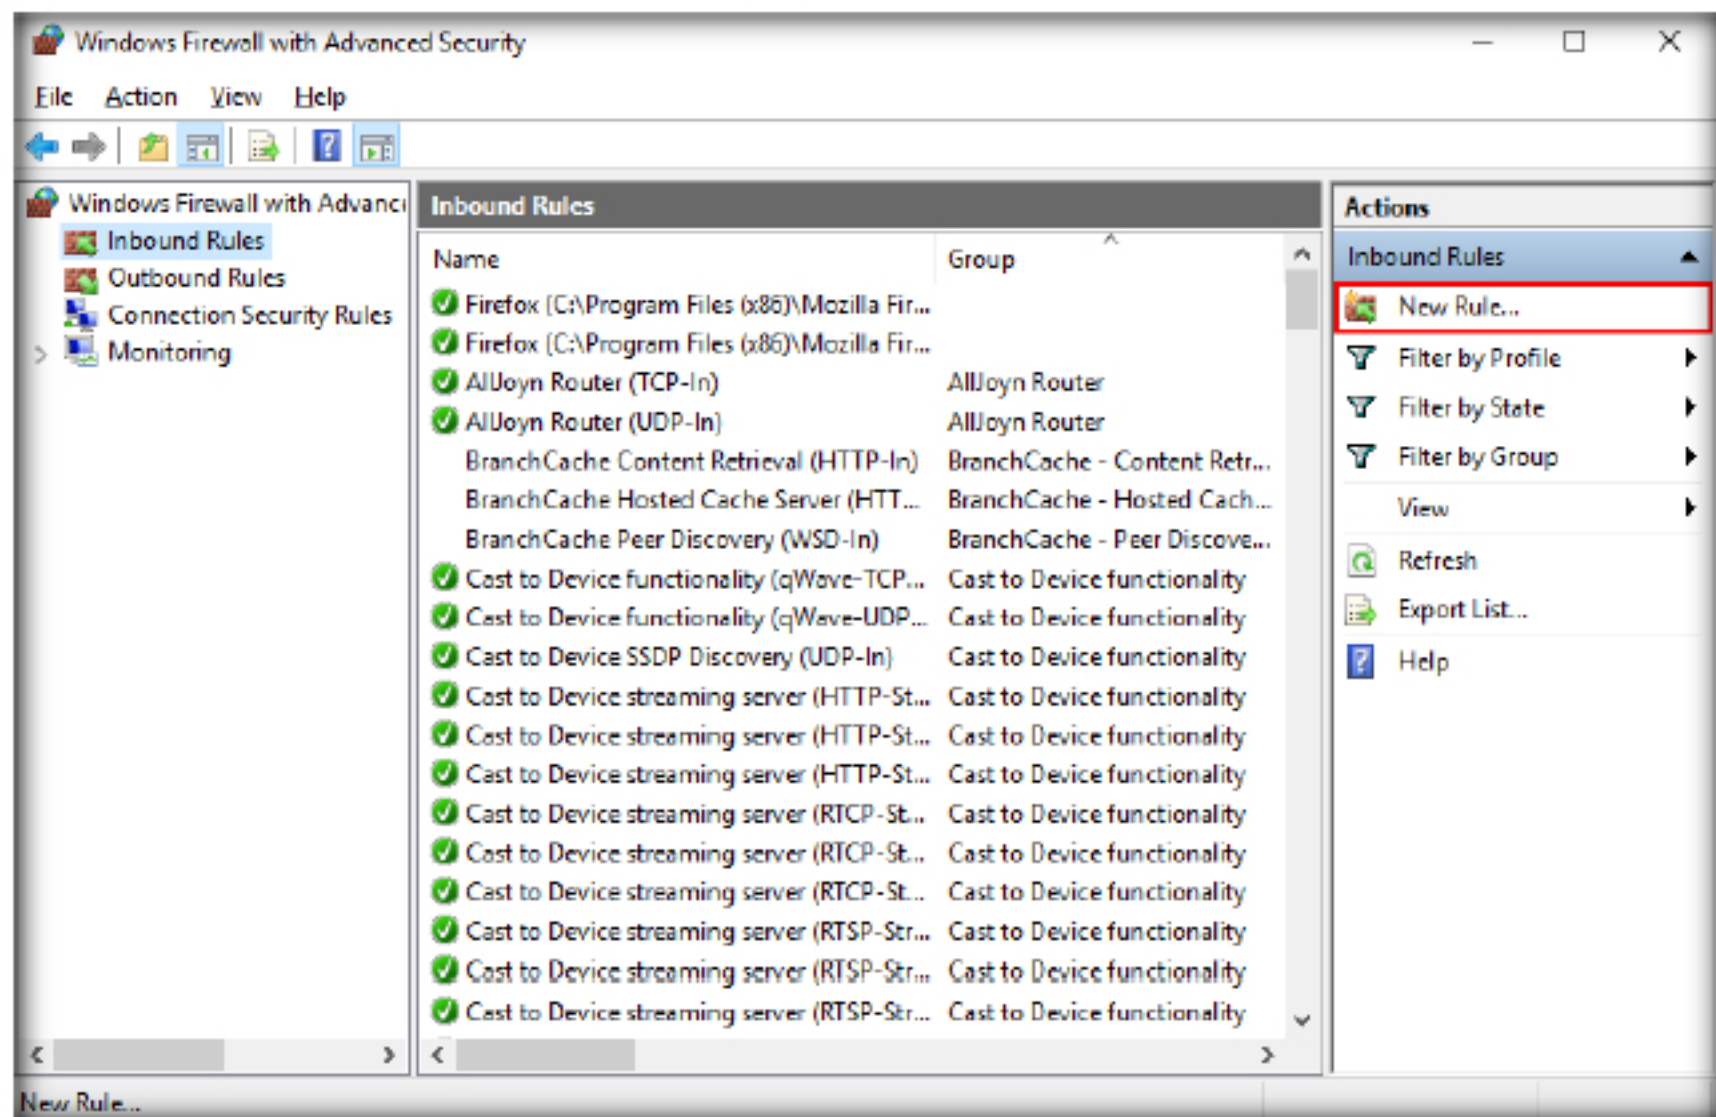 Windows Firewall with Advanced Security
File Action View Help
Windows Firewall with Advanc
Inbound Rules
Outbound Rules
Connection Security Rules
Monitoring
Inbound Rules
Name Group
Firefox (C:\Program Files (x86)\Mozilla Fir...
Firefox (C:\Program Files (x86)\Mozilla Fir...
AllJoyn Router (TCP-In) AllJoyn Router
AllJoyn Router (UDP-In) AllJoyn Router
BranchCache Content Retrieval (HTTP-In) BranchCache - Content Retr...
BranchCache Hosted Cache Server (HTT... BranchCache - Hosted Cach...
BranchCache Peer Discovery (WSD-In) BranchCache - Peer Discove...
Cast to Device functionality (qWave-TCP... Cast to Device functionality
Cast to Device functionality (qWave-UDP... Cast to Device functionality
Cast to Device SSDP Discovery (UDP-In) Cast to Device functionality
Cast to Device streaming server (HTTP-St... Cast to Device functionality
Cast to Device streaming server (HTTP-St... Cast to Device functionality
Cast to Device streaming server (HTTP-St... Cast to Device functionality
Cast to Device streaming server (RTCP-St... Cast to Device functionality
Cast to Device streaming server (RTCP-St... Cast to Device functionality
Cast to Device streaming server (RTCP-St... Cast to Device functionality
Cast to Device streaming server (RTSP-Str... Cast to Device functionality
Cast to Device streaming server (RTSP-Str... Cast to Device functionality
Cast to Device streaming server (RTSP-Str... Cast to Device functionality
Actions
Inbound Rules
New Rule...
Filter by Profile
Filter by State
Filter by Group
View
Refresh
Export List...
Help
New Rule...